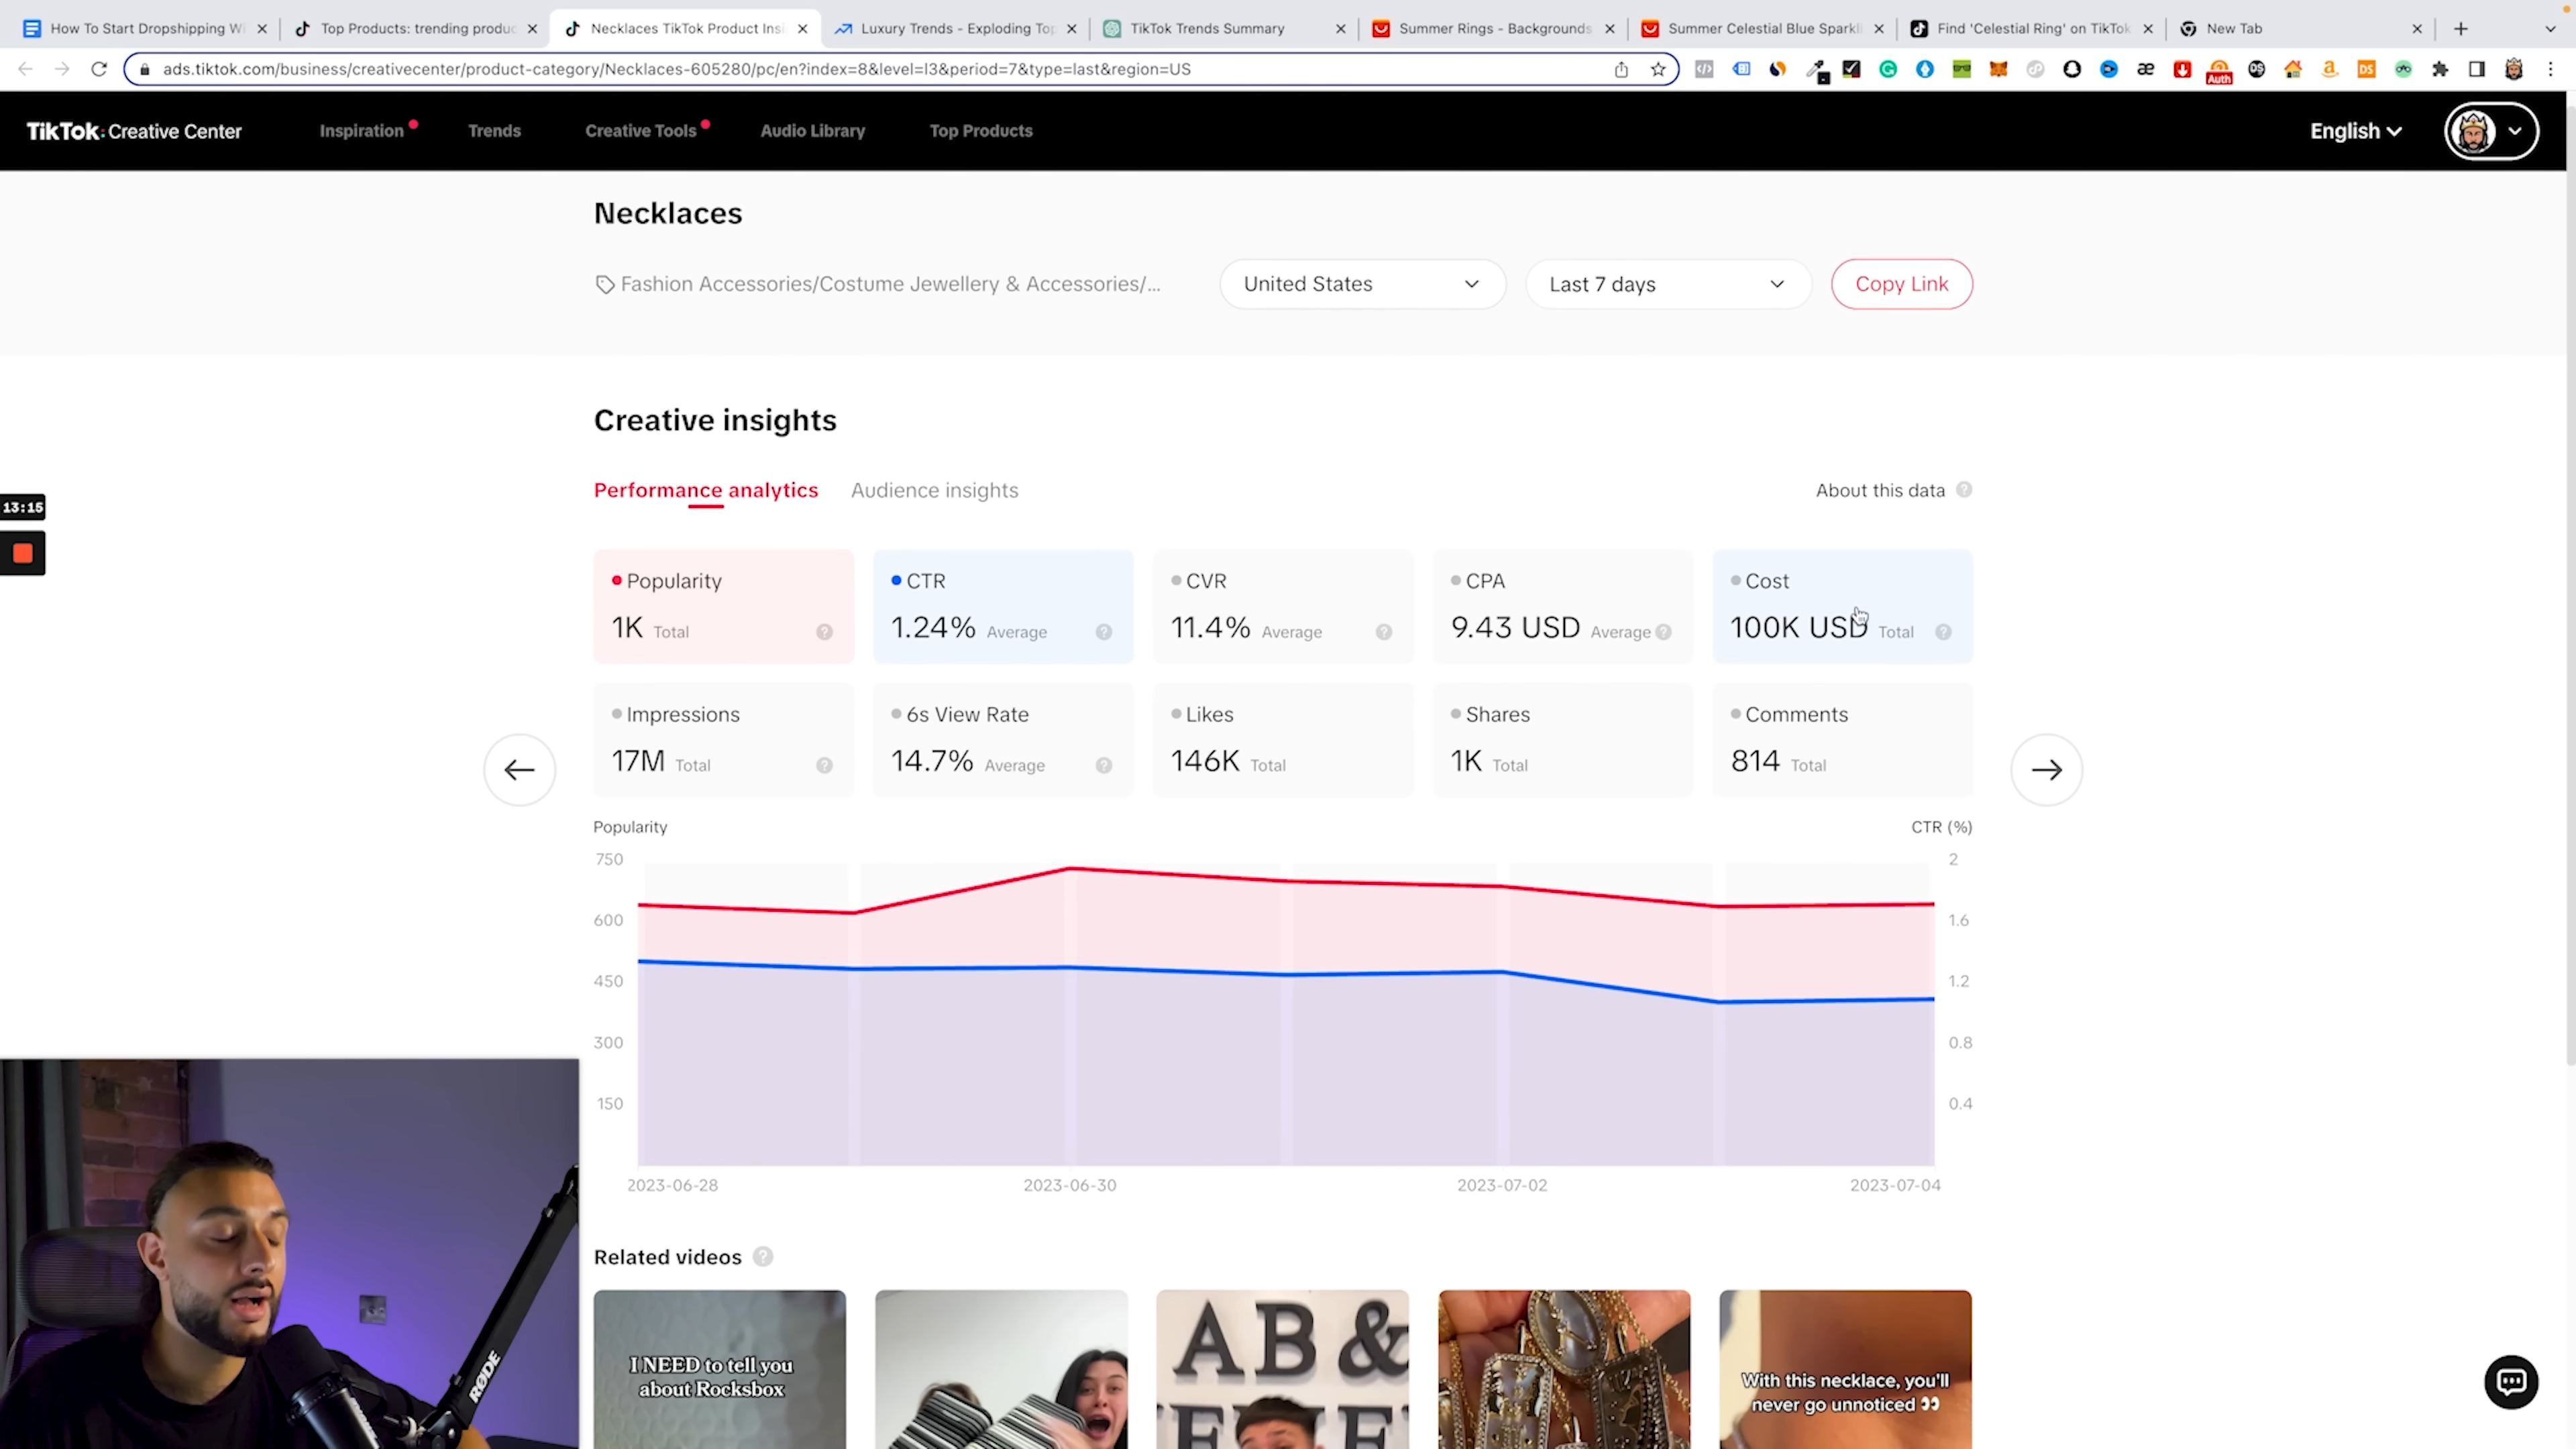 How To Start Dropshipping Wi
Top Products: trending produc
Necklaces TikTok Product Insi
Luxury Trends - Exploding Top
TikTok Trends Summary
Summer Rings - Backgrounds
Summer Celestial Blue Sparkli
Find 'Celestial Ring' on TikTok
New Tab
ads.tiktok.com/business/creativecenter/product-category/Necklaces-605280/pc/en?index=8&level=l3&period=7&type=last&region=US
Auth
DS
TikTok: Creative Center
Inspiration
Trends
Creative Tools
Audio Library
Top Products
English
Necklaces
Fashion Accessories/Costume Jewellery & Accessories/...
United States
Last 7 days
Copy Link
Creative insights
Performance analytics
Audience insights
About this data ?
13:15
Popularity
1K Total ?
CTR
1.24% Average ?
CVR
11.4% Average ?
CPA
9.43 USD Average ?
Cost
100K USD Total ?
Impressions
17M Total ?
6s View Rate
14.7% Average ?
Likes
146K Total
Shares
1K Total
Comments
814 Total
Popularity
CTR (%)
750
2
600
1.6
450
1.2
300
0.8
150
0.4
2023-06-28
2023-06-30
2023-07-02
2023-07-04
Related videos ?
I NEED to tell you
about Rocksbox
AB &
With this necklace, you'll
never go unnoticed 👀
RØDE